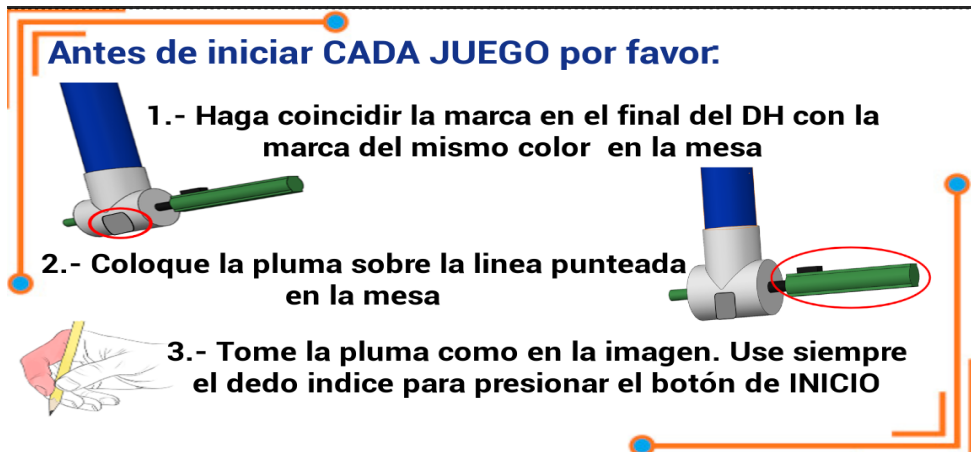 Antes de iniciar CADA JUEGO por favor:
1.- Haga coincidir la marca en el final del DH con la
marca del mismo color en la mesa
2.- Coloque la pluma sobre la linea punteada
en la mesa
3.- Tome la pluma como en la imagen. Use siempre
el dedo indice para presionar el botón de INICIO